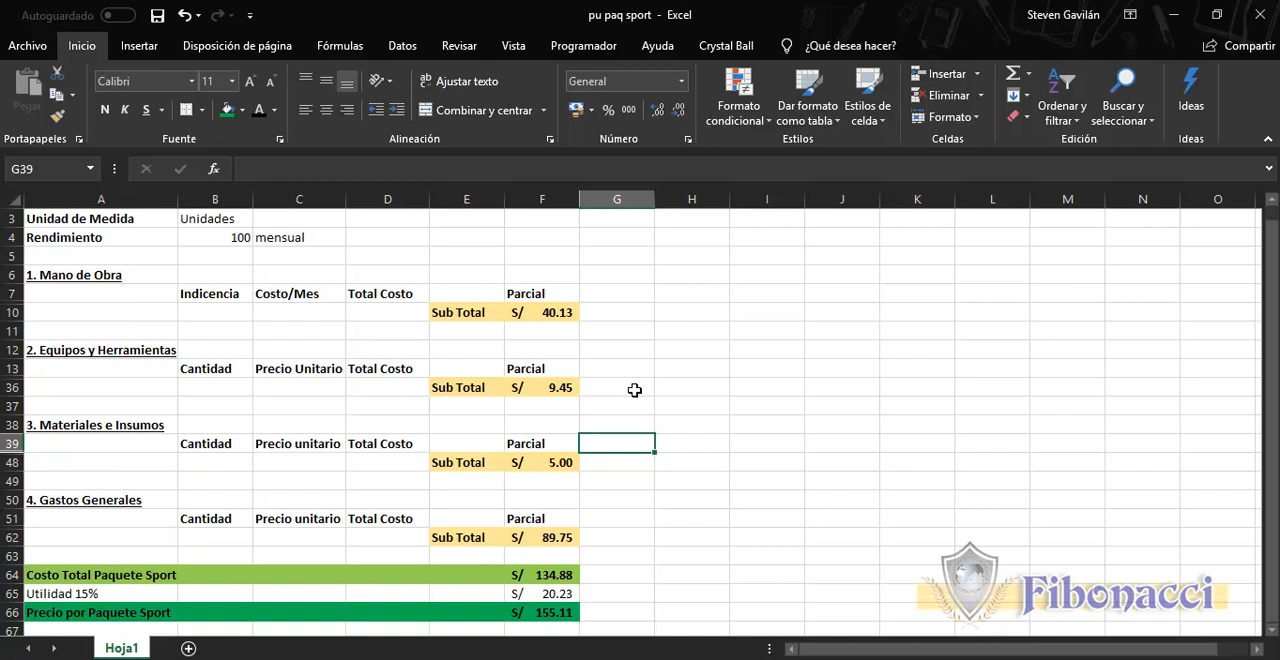 Autoguardado pu paq sport - Excel Steven Gavilán
Archivo Inicio Insertar Disposición de página Fórmulas Datos Revisar Vista Programador Ayuda Crystal Ball ¿Qué desea hacer? Compartir
Pegar Calibri 11 A A Ajustar texto General Formato condicional Dar formato como tabla Estilos de celda Insertar Ordenar y filtrar Buscar y seleccionar Ideas
N K S A Combinar y centrar % 000 Eliminar
Formato
Portapapeles Fuente Alineación Número Estilos Celdas Edición Ideas
G39 fx
A B C D E F G H I J K L M N O
3 Unidad de Medida Unidades
4 Rendimiento 100 mensual
5
6 1. Mano de Obra
7 Indicencia Costo/Mes Total Costo Parcial
10 Sub Total S/ 40.13
11
12 2. Equipos y Herramientas
13 Cantidad Precio Unitario Total Costo Parcial
36 Sub Total S/ 9.45
37
38 3. Materiales e Insumos
39 Cantidad Precio unitario Total Costo Parcial
48 Sub Total S/ 5.00
49
50 4. Gastos Generales
51 Cantidad Precio unitario Total Costo Parcial
62 Sub Total S/ 89.75
63
64 Costo Total Paquete Sport S/ 134.88
65 Utilidad 15% S/ 20.23
66 Precio por Paquete Sport S/ 155.11
67
Fibonacci
Hoja1